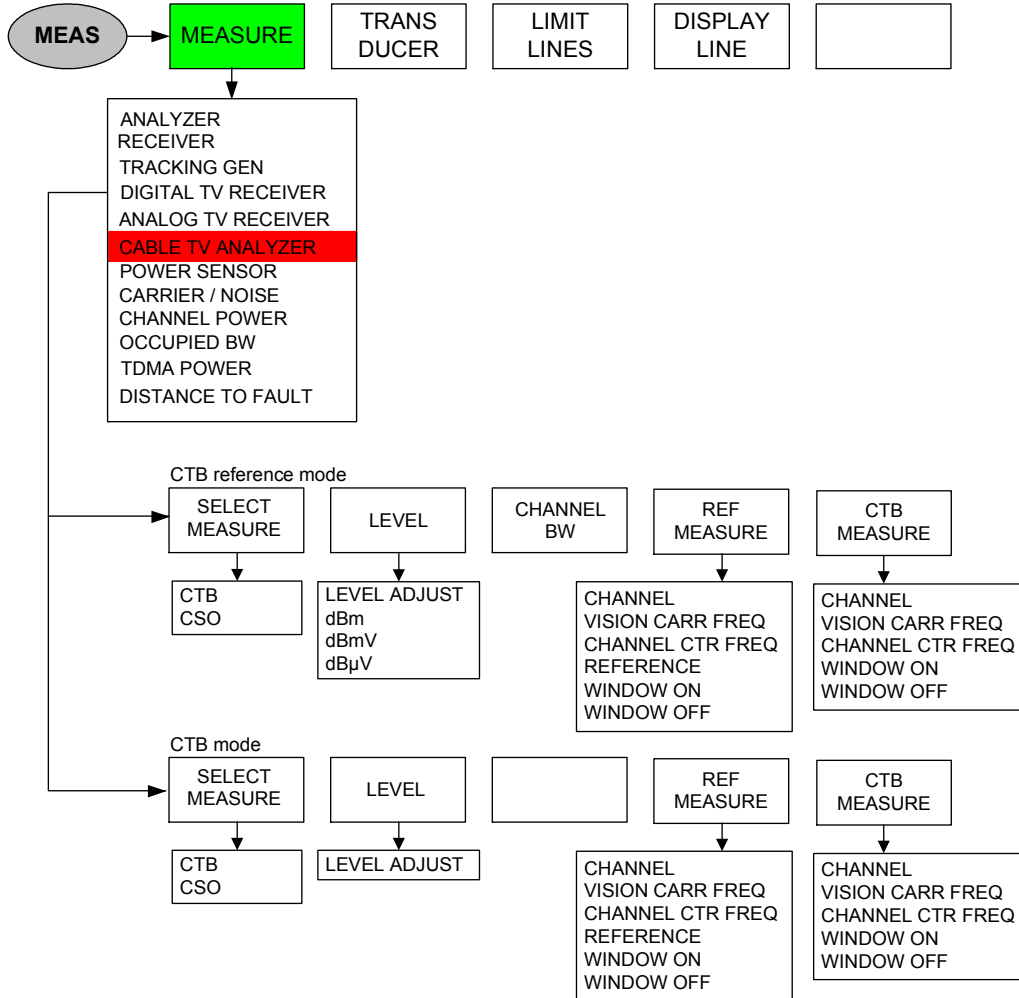 MEAS
MEASURE
TRANS
DUCER
LIMIT
LINES
DISPLAY
LINE
ANALYZER
RECEIVER
TRACKING GEN
DIGITAL TV RECEIVER
ANALOG TV RECEIVER
CABLE TV ANALYZER
POWER SENSOR
CARRIER / NOISE
CHANNEL POWER
OCCUPIED BW
TDMA POWER
DISTANCE TO FAULT
CTB reference mode
SELECT
MEASURE
LEVEL
CHANNEL
BW
REF
MEASURE
CTB
MEASURE
CTB
CSO
LEVEL ADJUST
dBm
dBmV
dBµV
CHANNEL
VISION CARR FREQ
CHANNEL CTR FREQ
REFERENCE
WINDOW ON
WINDOW OFF
CHANNEL
VISION CARR FREQ
CHANNEL CTR FREQ
WINDOW ON
WINDOW OFF
CTB mode
SELECT
MEASURE
LEVEL
REF
MEASURE
CTB
MEASURE
CTB
CSO
LEVEL ADJUST
CHANNEL
VISION CARR FREQ
CHANNEL CTR FREQ
REFERENCE
WINDOW ON
WINDOW OFF
CHANNEL
VISION CARR FREQ
CHANNEL CTR FREQ
WINDOW ON
WINDOW OFF